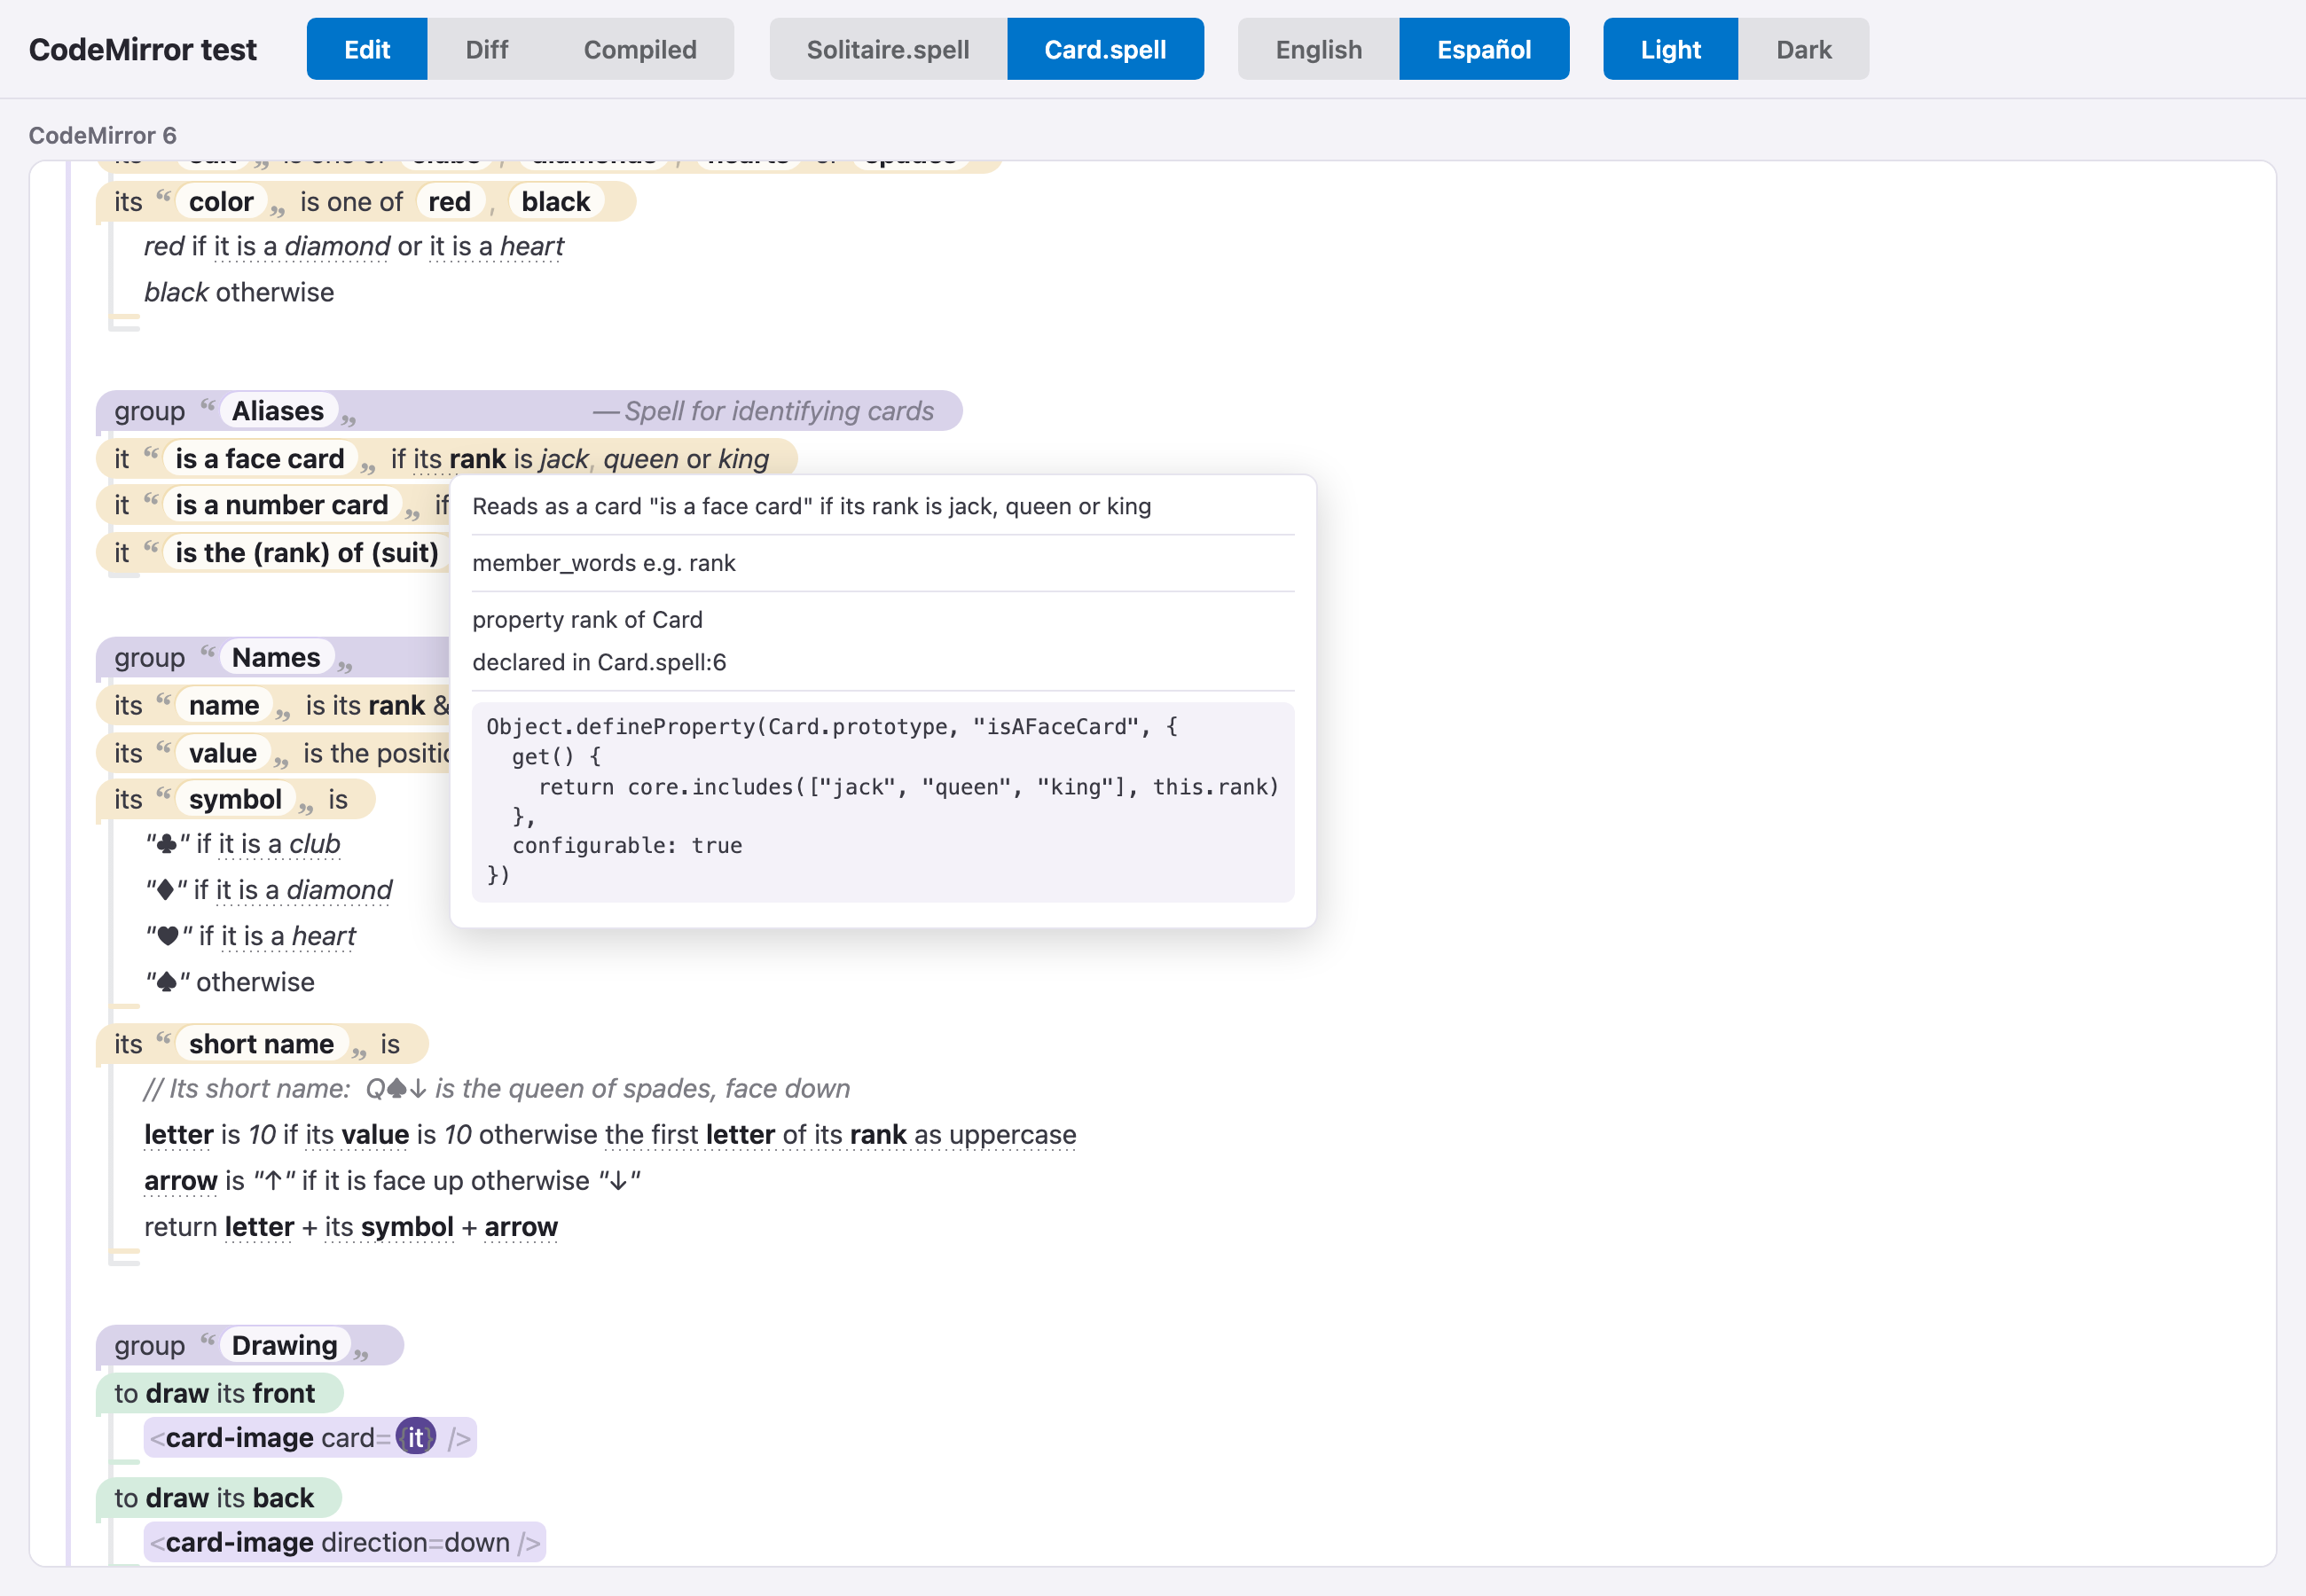 CodeMirror test Edit Diff Compiled Solitaire.spell Card.spell English Español Light Dark
CodeMirror 6
its “ color „ is one of red , black
red if it is a diamond or it is a heart
black otherwise
group “ Aliases „ — Spell for identifying cards
it “ is a face card „ if its rank is jack, queen or king
it “ is a number card „ if
it “ is the (rank) of (suit)
Reads as a card "is a face card" if its rank is jack, queen or king
member_words e.g. rank
property rank of Card
declared in Card.spell:6
Object.defineProperty(Card.prototype, "isAFaceCard", {
  get() {
    return core.includes(["jack", "queen", "king"], this.rank)
  },
  configurable: true
})
group “ Names „
its “ name „ is its rank &
its “ value „ is the
its “ symbol „ is
"♣" if it is a club
"♦" if it is a diamond
"♥" if it is a heart
"♠" otherwise
its “ short name „ is
// Its short name: Q♠↓ is the queen of spades, face down
letter is 10 if its value is 10 otherwise the first letter of its rank as uppercase
arrow is "↑" if it is face up otherwise "↓"
return letter + its symbol + arrow
group “ Drawing „
to draw its front
<card-image card={it} />
to draw its back
<card-image direction=down />